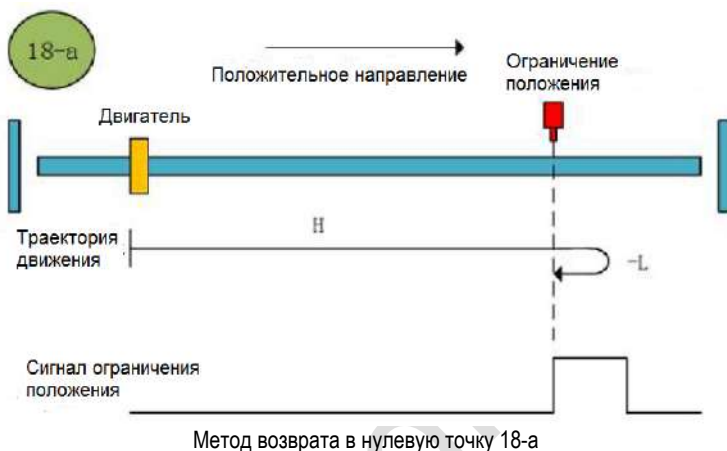 18-a
Положительное направление
Ограничение
положения
Двигатель
H
Траектория
движения
-L
Сигнал ограничения
положения
Метод возврата в нулевую точку 18-а